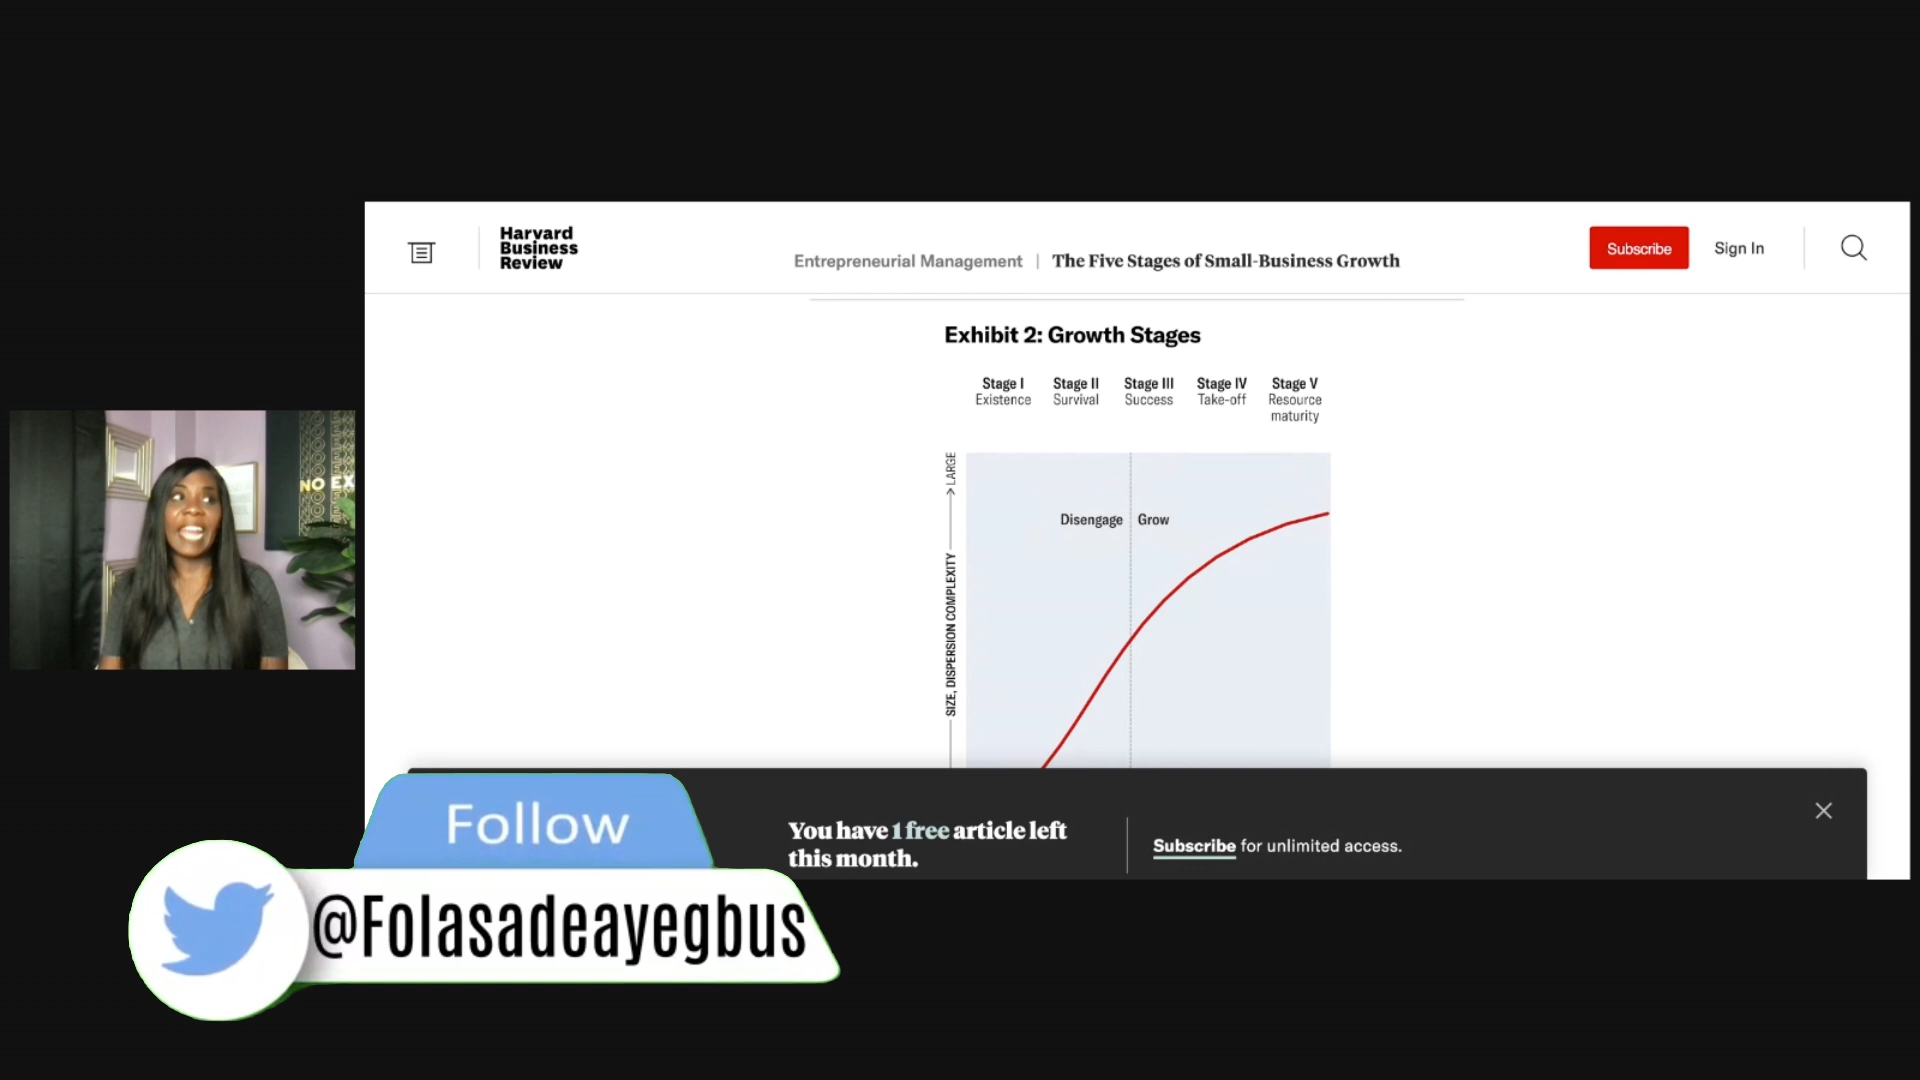 Harvard
Business
Review
Entrepreneurial Management | The Five Stages of Small-Business Growth
Subscribe
Sign In
Exhibit 2: Growth Stages
Stage I
Existence
Stage II
Survival
Stage III
Success
Stage IV
Take-off
Stage V
Resource
maturity
SIZE, DISPERSION COMPLEXITY
LARGE
Disengage
Grow
NO EX
You have 1 free article left
this month.
Subscribe for unlimited access.
Follow
@Folasadeayegbus